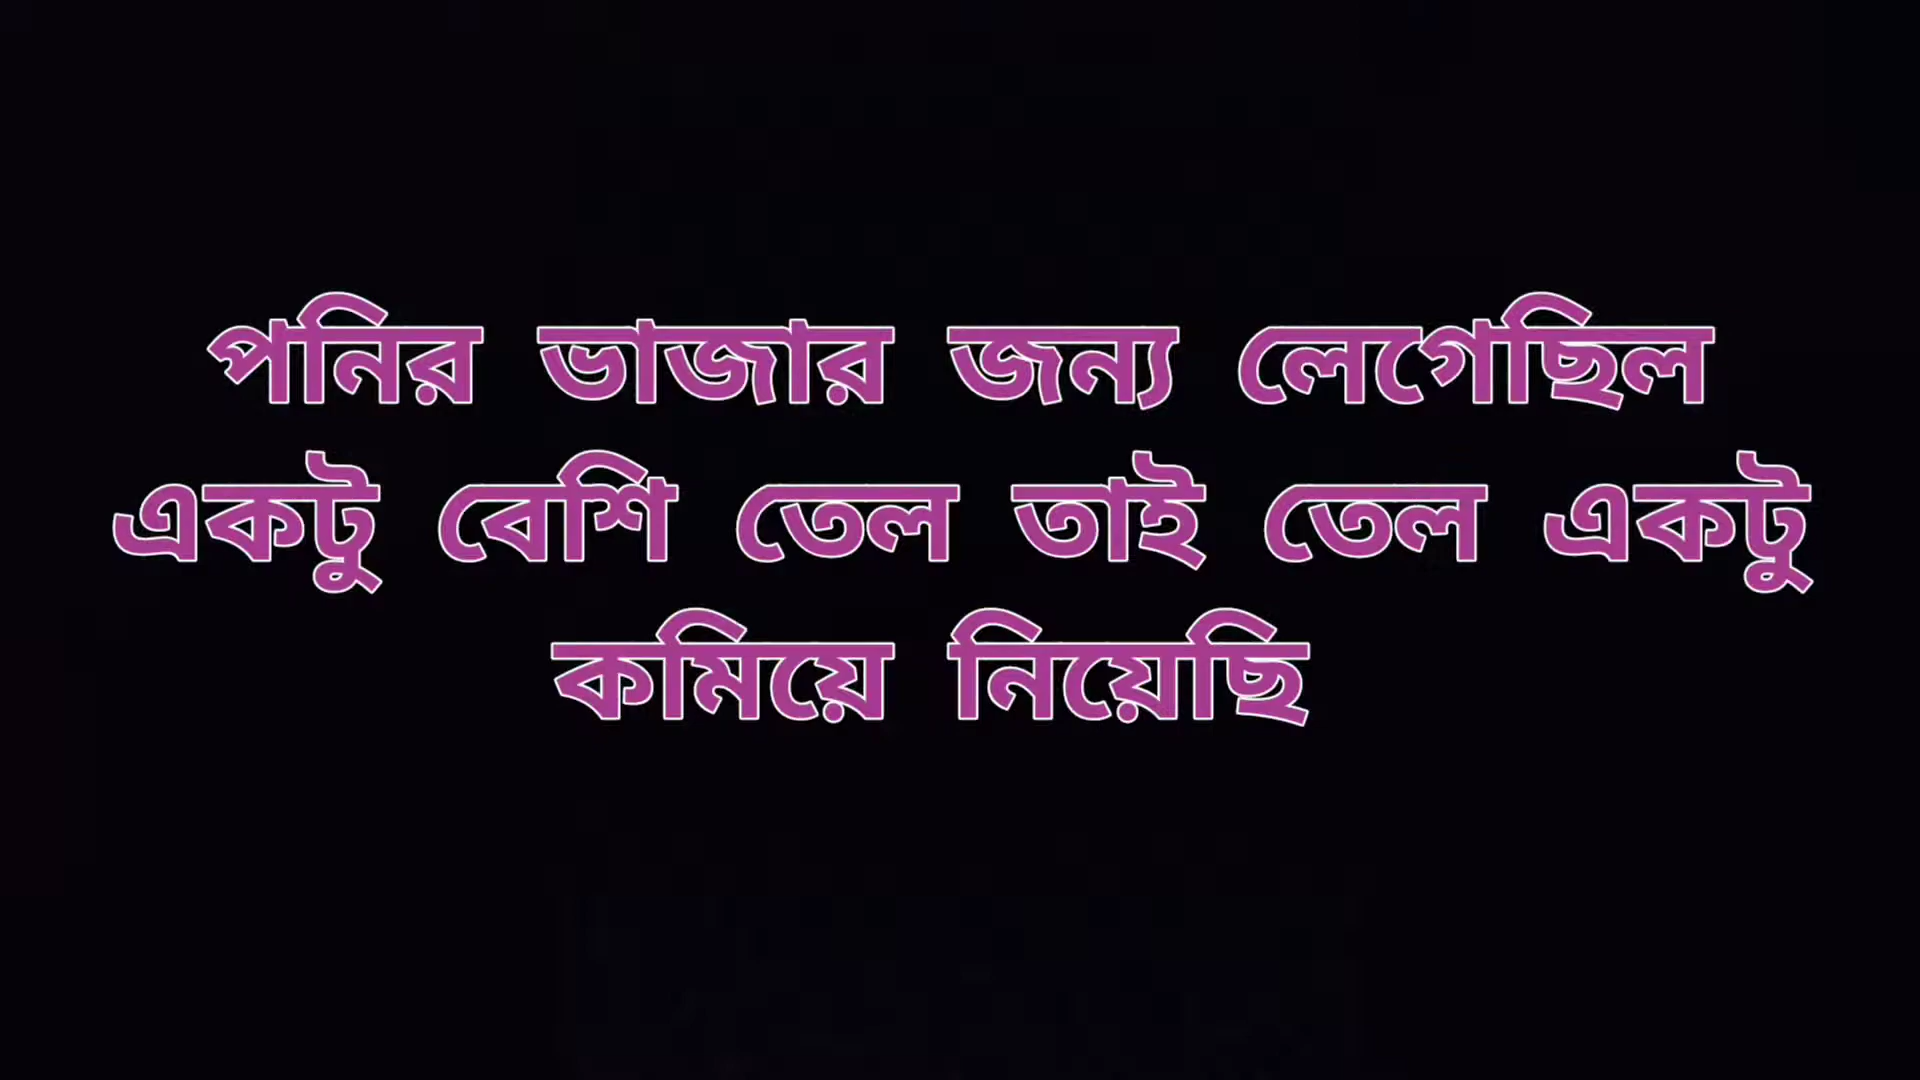 পনির ভাজার জন্য লেগেছিল
একটু বেশি তেল তাই তেল একটু
কমিয়ে নিয়েছি